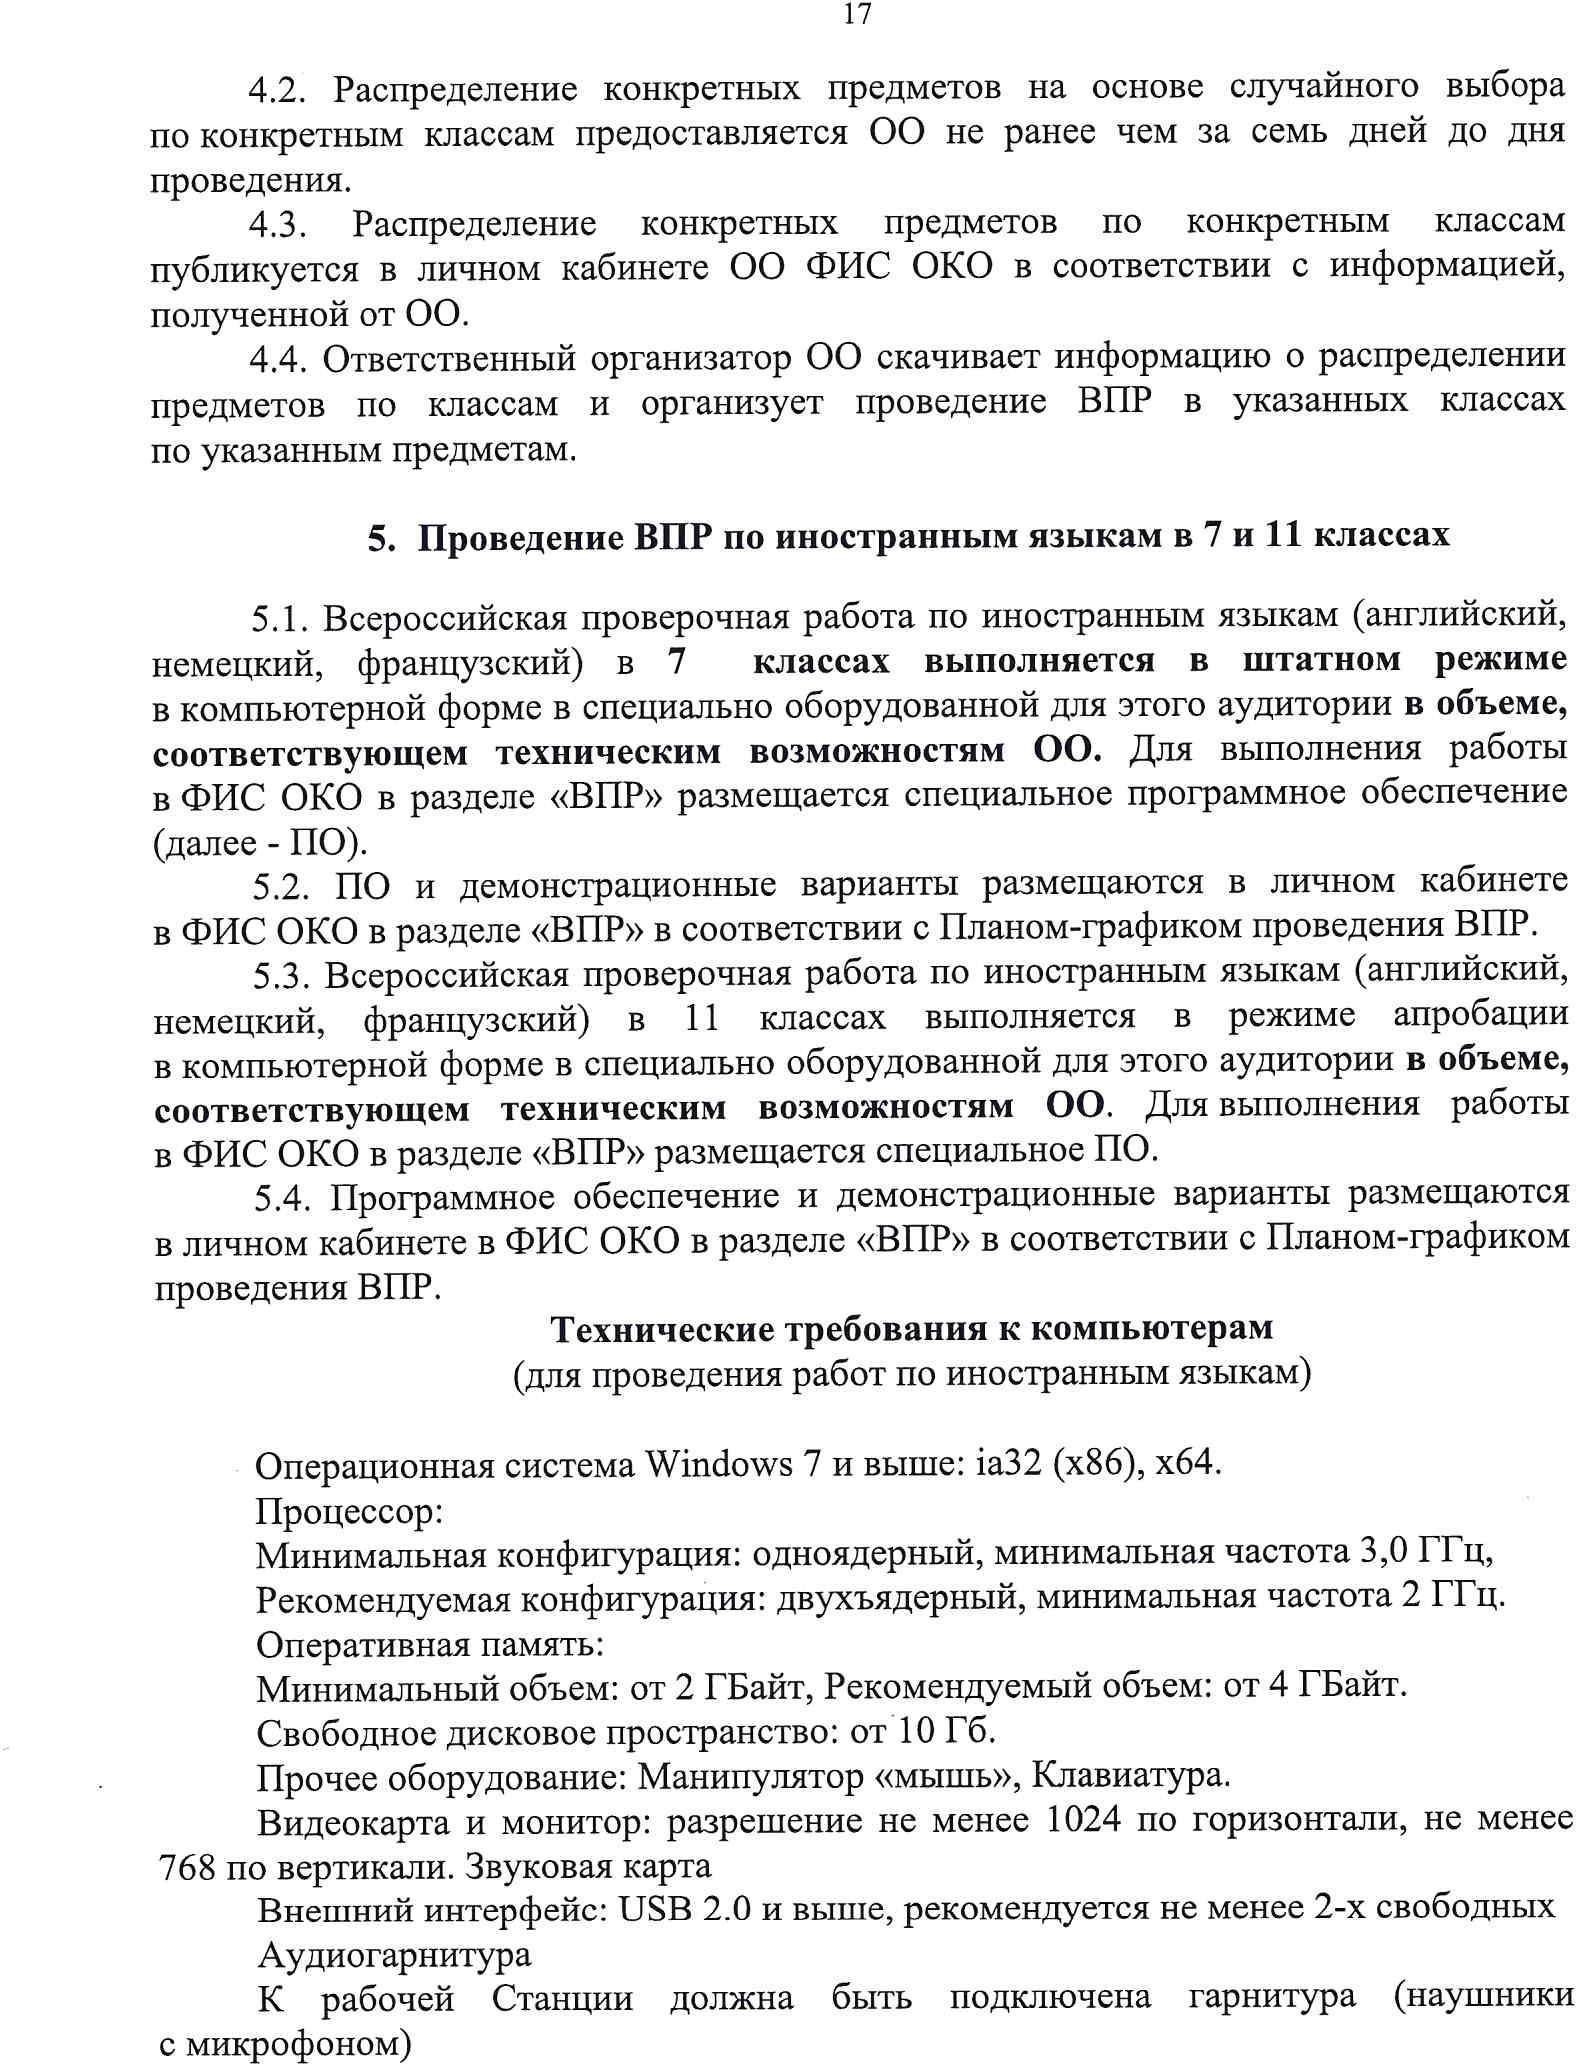 17
4.2. Распределение конкретных предметов на основе случайного выбора
по конкретным классам предоставляется ОО не ранее чем за семь дней до дня
проведения.
4.3. Распределение конкретных предметов по конкретным классам
публикуется в личном кабинете ОО ФИС ОКО в соответствии с информацией,
полученной от ОО.
4.4. Ответственный организатор ОО скачивает информацию о распределении
предметов по классам и организует проведение ВПР в указанных классах
по указанным предметам.
5. Проведение ВПР по иностранным языкам в 7 и 11 классах
5.1. Всероссийская проверочная работа по иностранным языкам (английский,
немецкий, французский) в 7 классах выполняется в штатном режиме
в компьютерной форме в специально оборудованной для этого аудитории в объеме,
соответствующем техническим возможностям ОО. Для выполнения работы
в ФИС ОКО в разделе «ВПР» размещается специальное программное обеспечение
(далее - ПО).
5.2. ПО и демонстрационные варианты размещаются в личном кабинете
в ФИС ОКО в разделе «ВПР» в соответствии с Планом-графиком проведения ВПР.
5.3. Всероссийская проверочная работа по иностранным языкам (английский,
немецкий, французский) в 11 классах выполняется в режиме апробации
в компьютерной форме в специально оборудованной для этого аудитории в объеме,
соответствующем техническим возможностям ОО. Для выполнения работы
в ФИС ОКО в разделе «ВПР» размещается специальное ПО.
5.4. Программное обеспечение и демонстрационные варианты размещаются
в личном кабинете в ФИС ОКО в разделе «ВПР» в соответствии с Планом-графиком
проведения ВПР.
Технические требования к компьютерам
(для проведения работ по иностранным языкам)
Операционная система Windows 7 и выше: ia32 (x86), x64.
Процессор:
Минимальная конфигурация: одноядерный, минимальная частота 3,0 ГГц,
Рекомендуемая конфигурация: двухъядерный, минимальная частота 2 ГГц.
Оперативная память:
Минимальный объем: от 2 ГБайт, Рекомендуемый объем: от 4 ГБайт.
Свободное дисковое пространство: от 10 Гб.
Прочее оборудование: Манипулятор «мышь», Клавиатура.
Видеокарта и монитор: разрешение не менее 1024 по горизонтали, не менее
768 по вертикали. Звуковая карта
Внешний интерфейс: USB 2.0 и выше, рекомендуется не менее 2-х свободных
Аудиогарнитура
К рабочей Станции должна быть подключена гарнитура (наушники
с микрофоном)